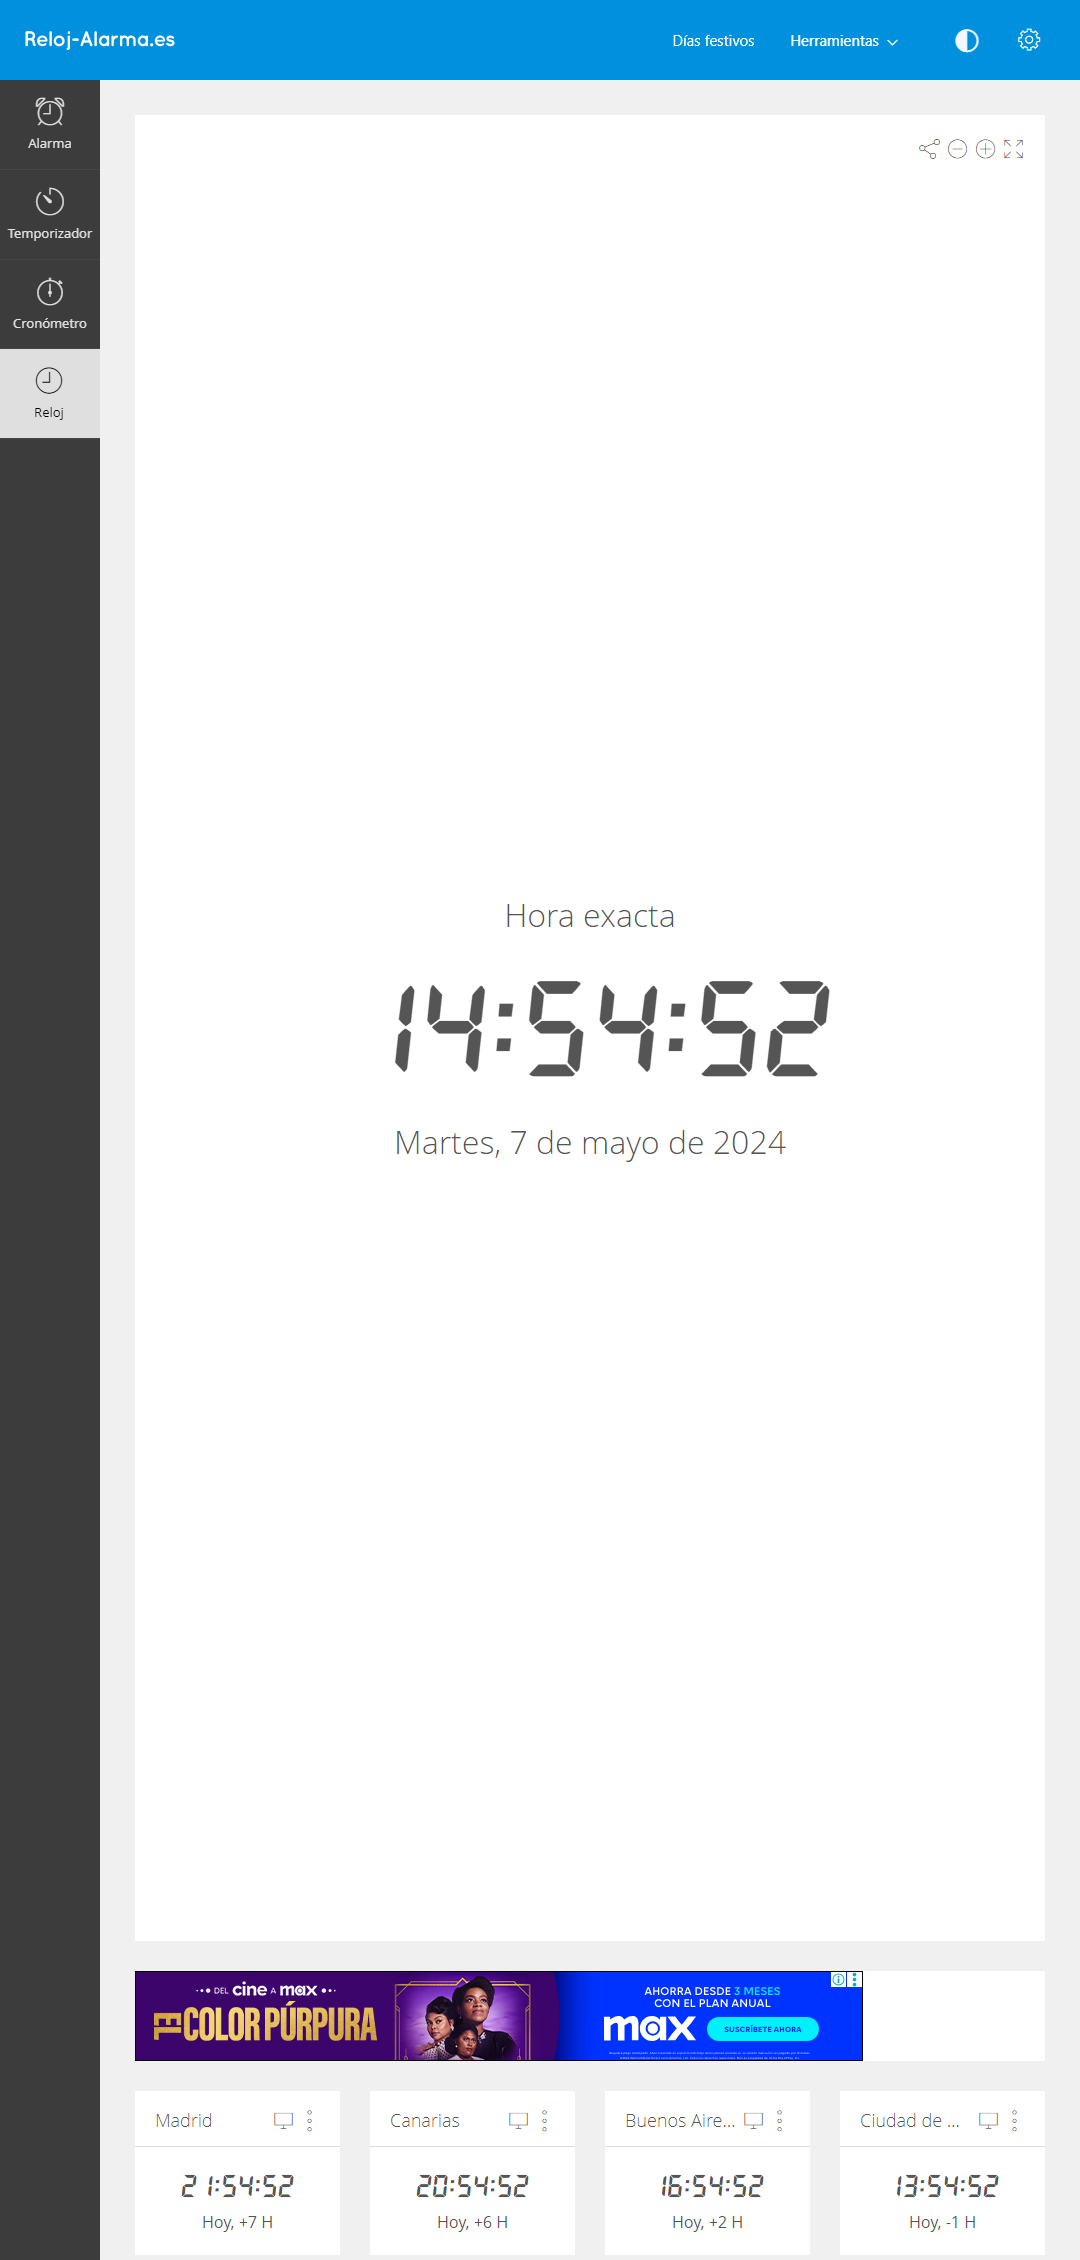 Reloj-Alarma.es
Días festivos
Herramientas
Alarma
Temporizador
Cronómetro
Reloj
Hora exacta
14:54:52
Martes, 7 de mayo de 2024
DEL cine A max
EL COLOR PÚRPURA
AHORRA DESDE 3 MESES
CON EL PLAN ANUAL
max
SUSCRÍBETE AHORA
Madrid
21:54:52
Hoy, +7 H
Canarias
20:54:52
Hoy, +6 H
Buenos Aire...
16:54:52
Hoy, +2 H
Ciudad de ...
13:54:52
Hoy, -1 H